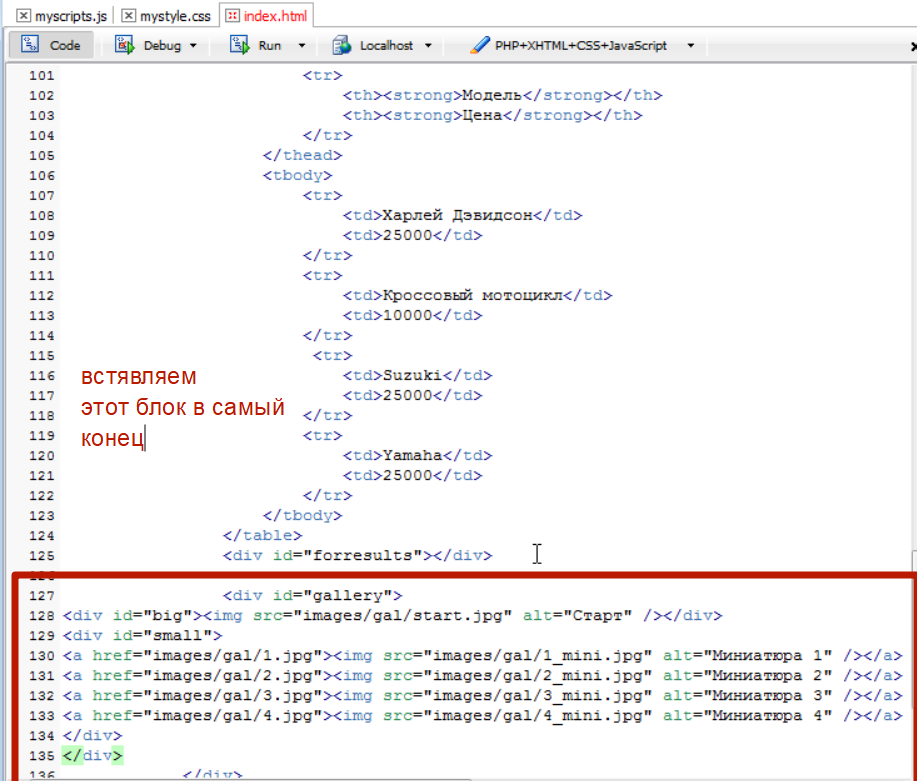 myscripts.js mystyle.css index.html
Code Debug Run Localhost PHP+XHTML+CSS+JavaScript
101 <tr>
102 <th><strong>Модель</strong></th>
103 <th><strong>Цена</strong></th>
104 </tr>
105 </thead>
106 <tbody>
107 <tr>
108 <td>Харлей Дэвидсон</td>
109 <td>25000</td>
110 </tr>
111 <tr>
112 <td>Кроссовый мотоцикл</td>
113 <td>10000</td>
114 </tr>
115 <tr>
116 <td>Suzuki</td>
117 <td>25000</td>
118 </tr>
119 <tr>
120 <td>Yamaha</td>
121 <td>25000</td>
122 </tr>
123 </tbody>
124 </table>
125 <div id="forresults"></div>
встявляем
этот блок в самый
конец
126
127 <div id="gallery">
128 <div id="big"><img src="images/gal/start.jpg" alt="Старт" /></div>
129 <div id="small">
130 <a href="images/gal/1.jpg"><img src="images/gal/1_mini.jpg" alt="Миниатюра 1" /></a>
131 <a href="images/gal/2.jpg"><img src="images/gal/2_mini.jpg" alt="Миниатюра 2" /></a>
132 <a href="images/gal/3.jpg"><img src="images/gal/3_mini.jpg" alt="Миниатюра 3" /></a>
133 <a href="images/gal/4.jpg"><img src="images/gal/4_mini.jpg" alt="Миниатюра 4" /></a>
134 </div>
135 </div>
136 </div>